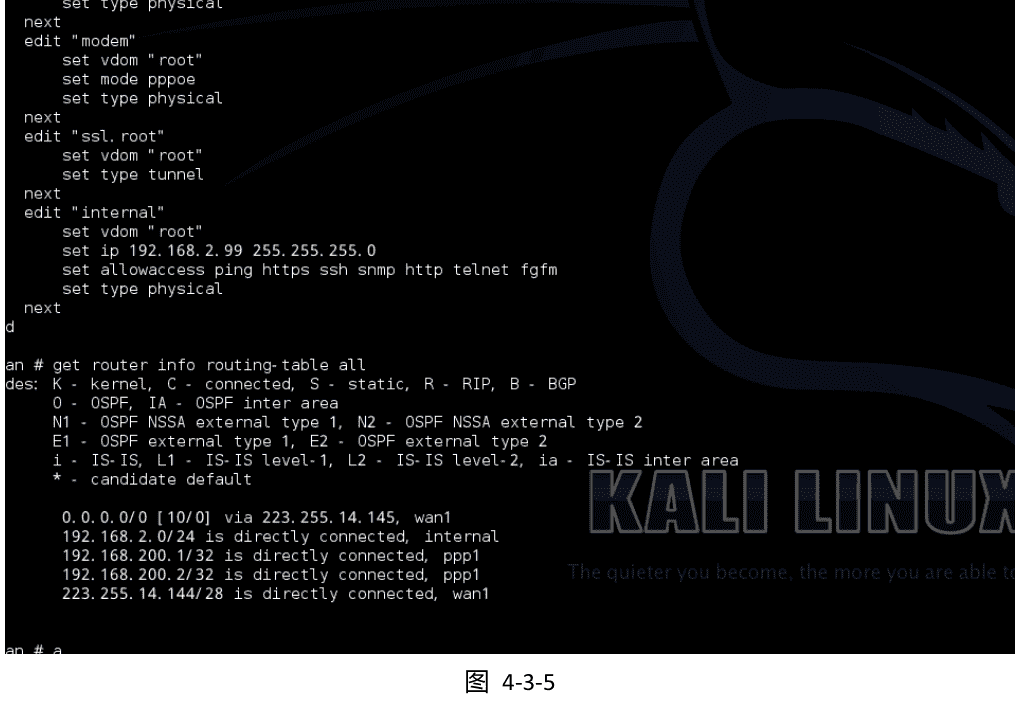 set type physical
next
edit "modem"
set vdom "root"
set mode pppoe
set type physical
next
edit "ssl.root"
set vdom "root"
set type tunnel
next
edit "internal"
set vdom "root"
set ip 192.168.2.99 255.255.255.0
set allowaccess ping https ssh snmp http telnet fgfm
set type physical
next
d
an # get router info routing-table all
des: K - kernel, C - connected, S - static, R - RIP, B - BGP
O - OSPF, IA - OSPF inter area
N1 - OSPF NSSA external type 1, N2 - OSPF NSSA external type 2
E1 - OSPF external type 1, E2 - OSPF external type 2
i - IS-IS, L1 - IS-IS level-1, L2 - IS-IS level-2, ia - IS-IS inter area
* - candidate default
0.0.0.0/0 [10/0] via 223.255.14.145, wan1
192.168.2.0/24 is directly connected, internal
192.168.200.1/32 is directly connected, ppp1
192.168.200.2/32 is directly connected, ppp1
223.255.14.144/28 is directly connected, wan1
KALI LINUX
The quieter you become, the more you are able to
an # a
图 4-3-5